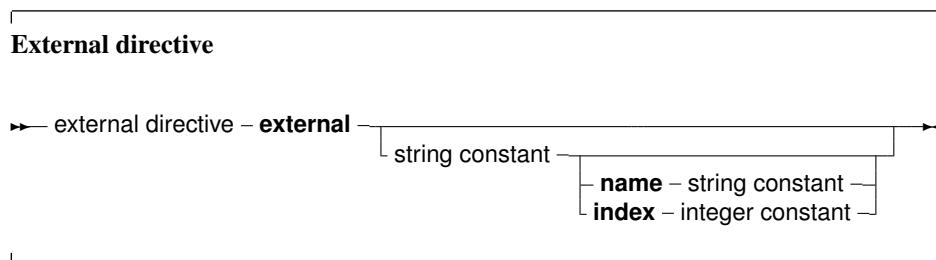 External directive
external directive – external
string constant
name – string constant
index – integer constant